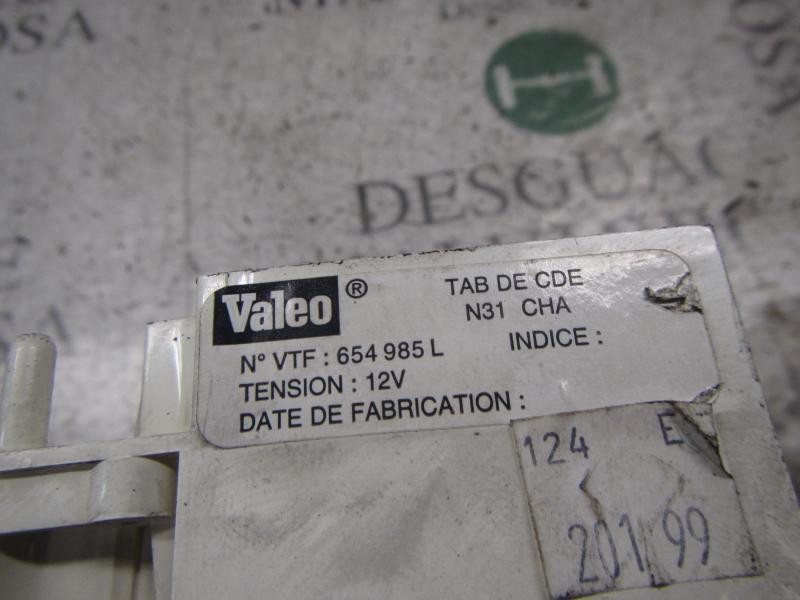 OSA
DESGUAC
Valeo ®
TAB DE CDE
N31 CHA
N° VTF : 654 985 L
INDICE :
TENSION : 12V
DATE DE FABRICATION :
124 E
201 99